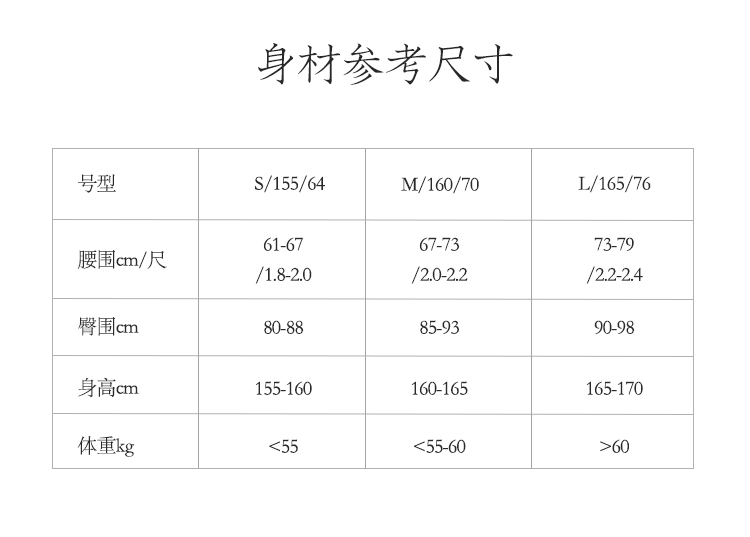 身材参考尺寸
号型 S/155/64 M/160/70 L/165/76
腰围cm/尺 61-67 /1.8-2.0 67-73 /2.0-2.2 73-79 /2.2-2.4
臀围cm 80-88 85-93 90-98
身高cm 155-160 160-165 165-170
体重kg <55 <55-60 >60